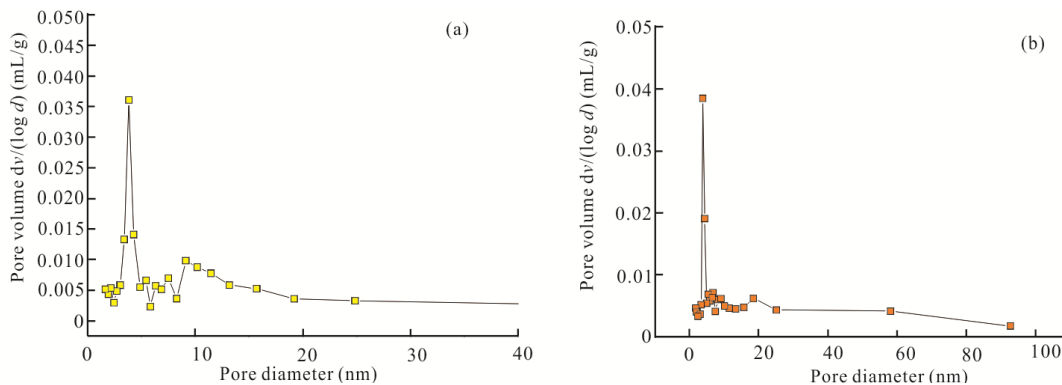 0.050
0.045
0.040
0.035
0.030
0.025
0.020
0.015
0.010
0.005
0
Pore volume dv/(log d) (mL/g)
(a)
0 10 20 30 40
Pore diameter (nm)
0.05
0.04
0.03
0.02
0.01
0
Pore volume dv/(log d) (mL/g)
(b)
0 20 40 60 80 100
Pore diameter (nm)